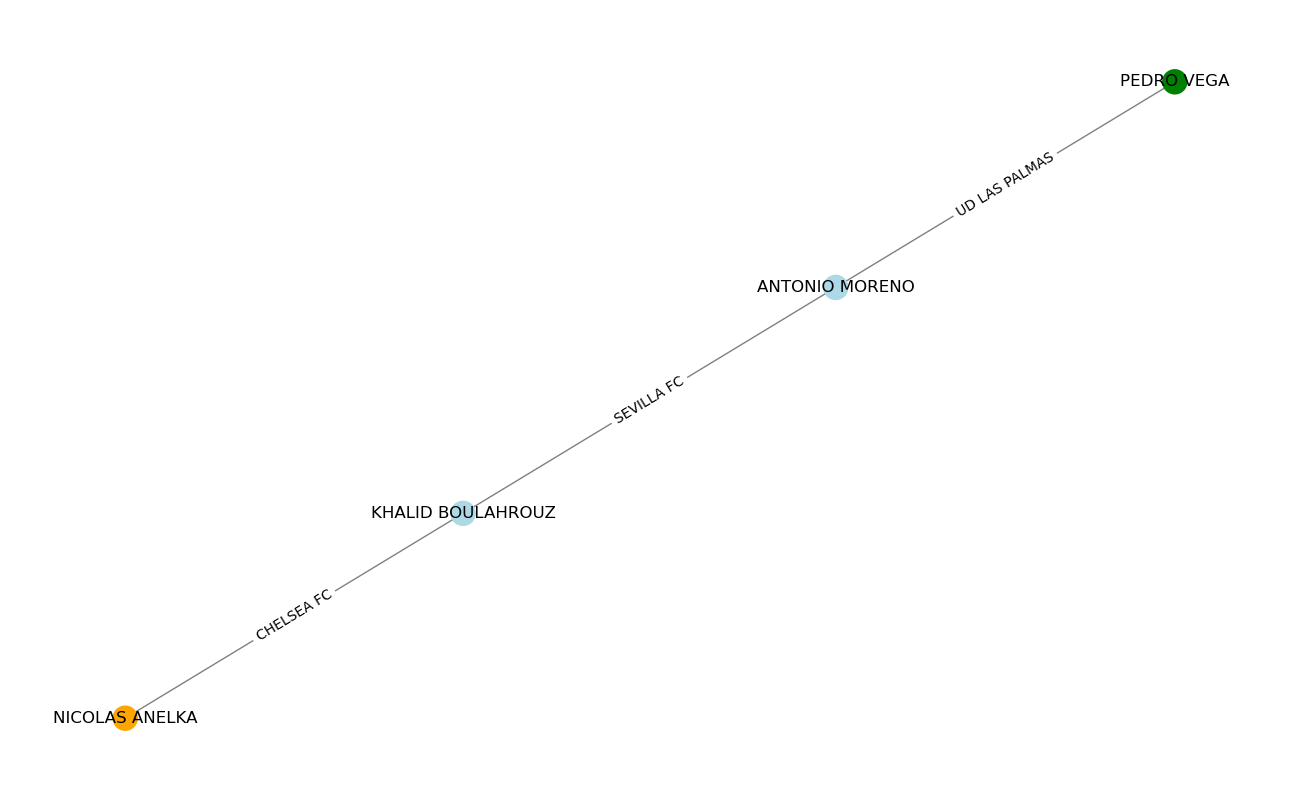 PEDRO VEGA
UD LAS PALMAS
ANTONIO MORENO
SEVILLA FC
KHALID BOULAHROUZ
CHELSEA FC
NICOLAS ANELKA